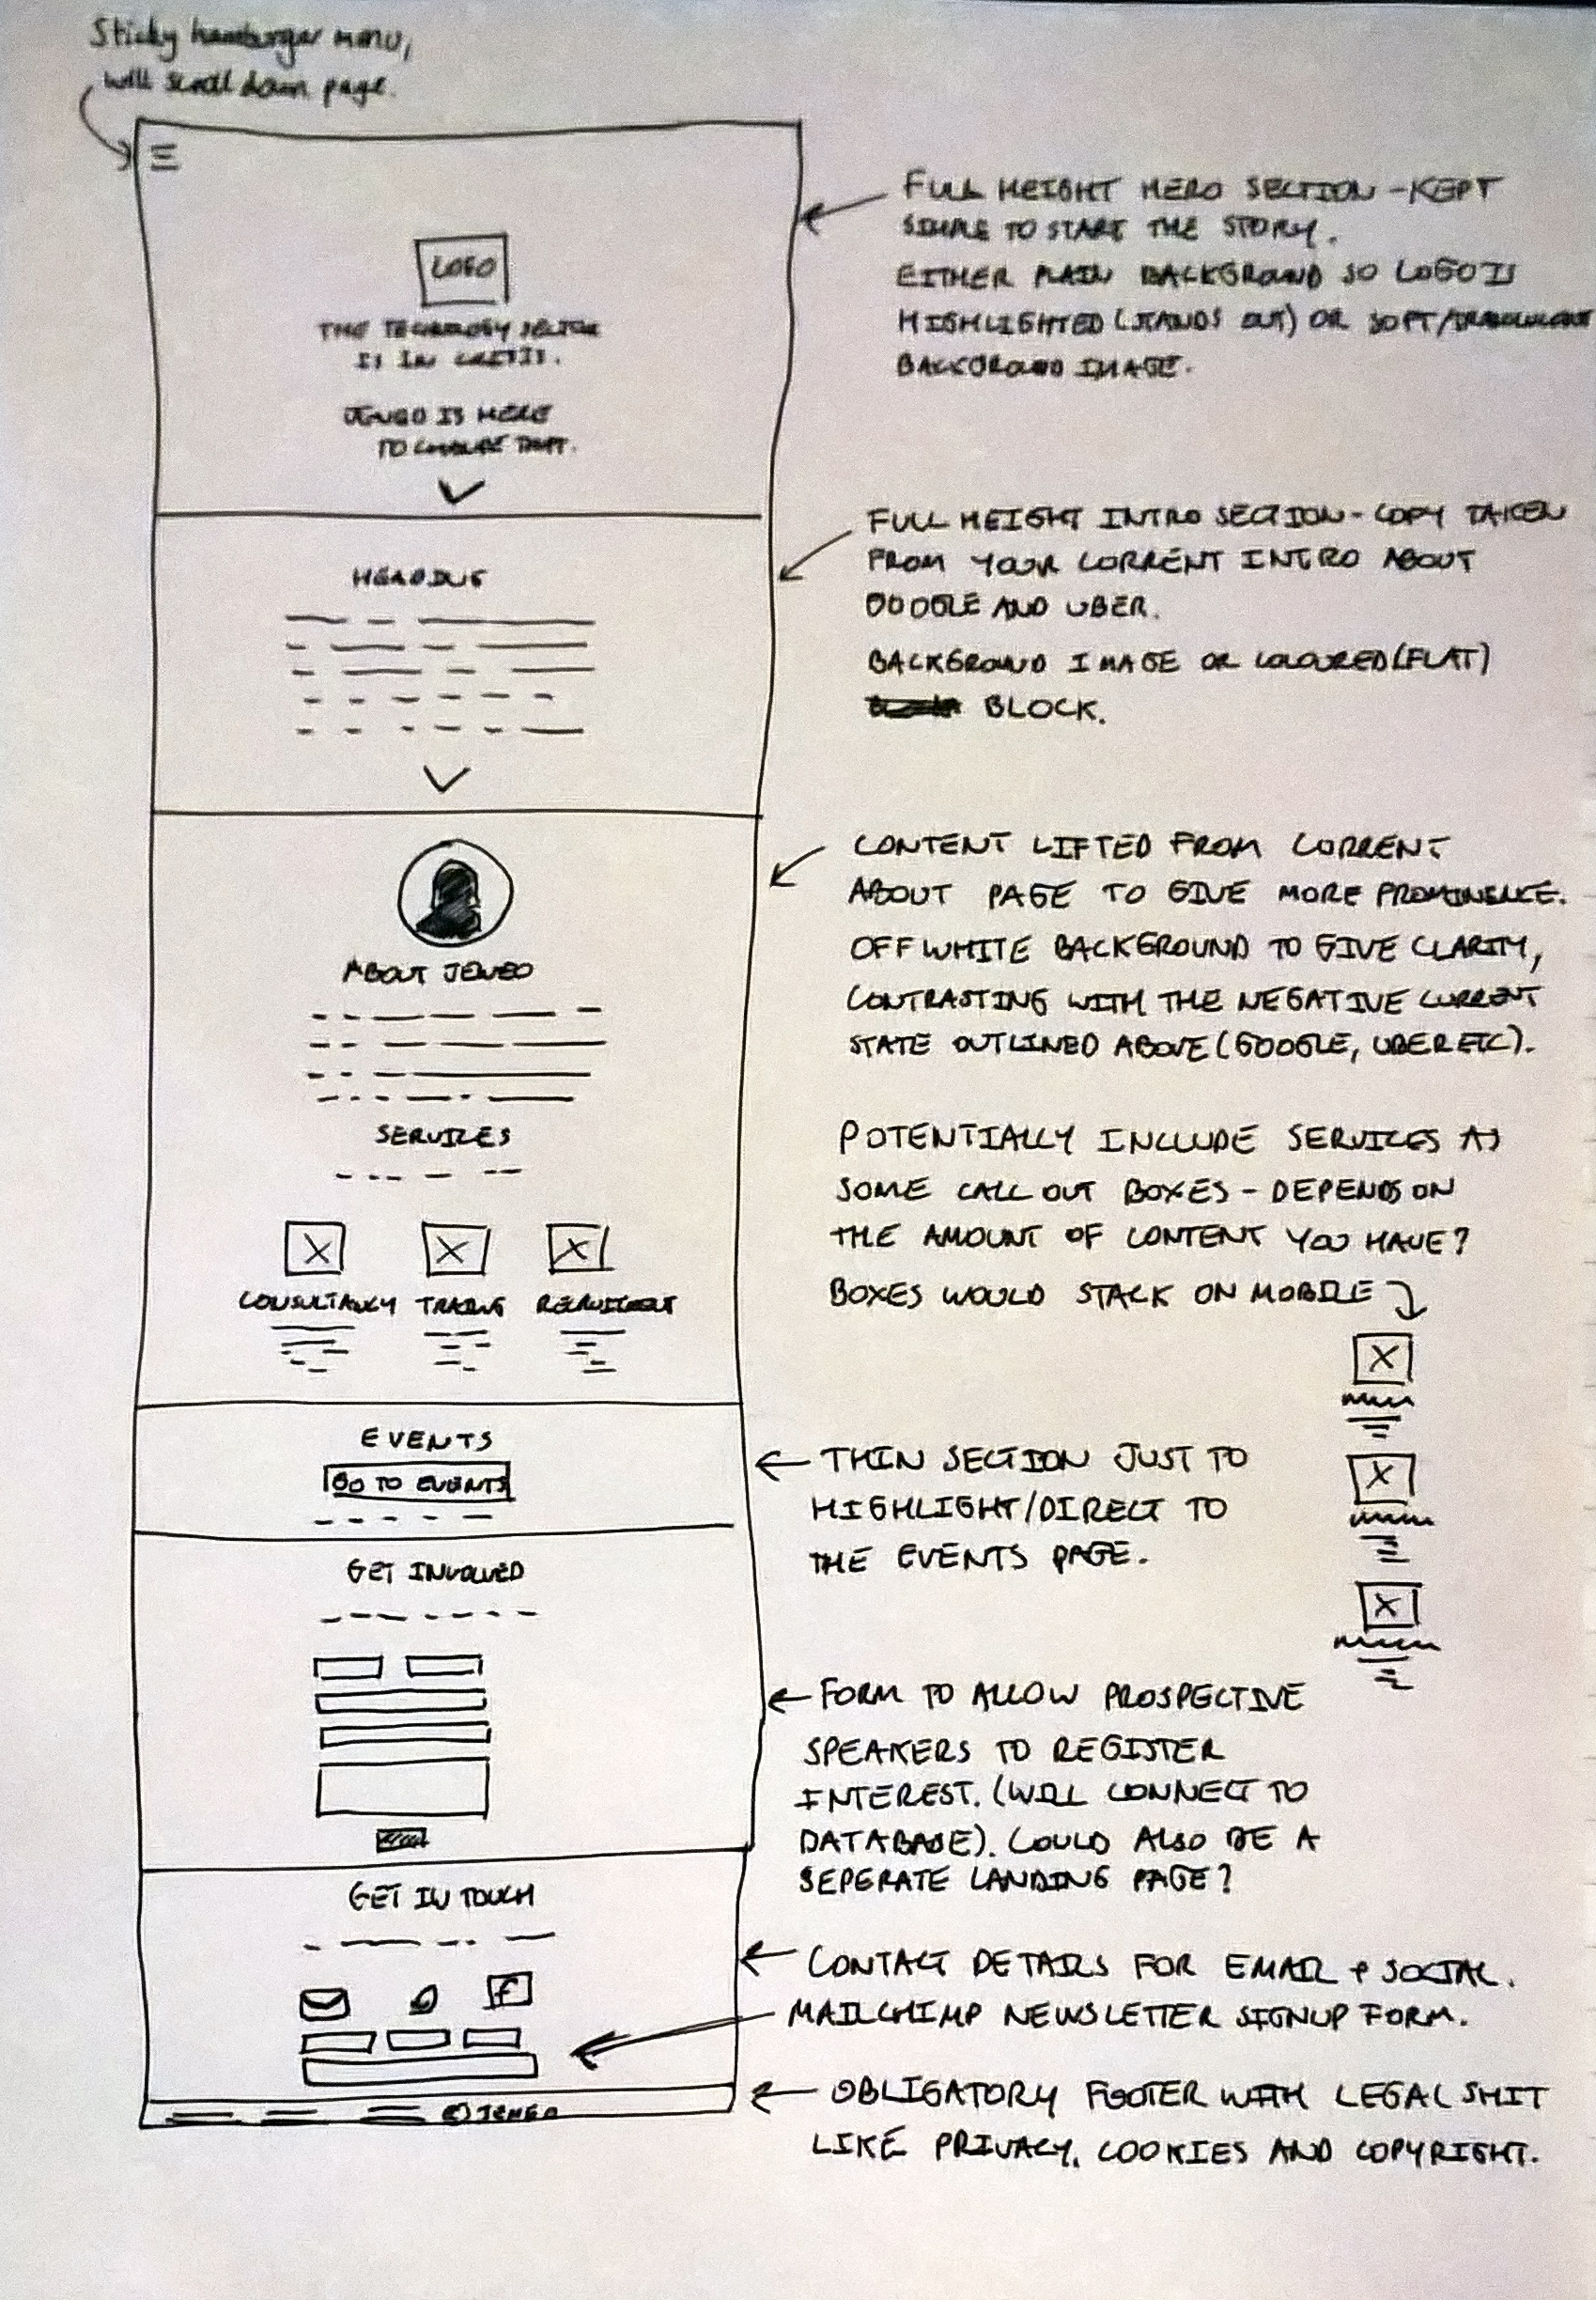 Sticky hamburger menu,
will scroll down page.
LOGO
THE TECHNOLOGY SECTOR
IS IN CRISIS.
JENGO IS HERE
TO CHANGE THAT.
FULL HEIGHT HERO SECTION - KEPT
SIMPLE TO START THE STORY.
EITHER PLAIN BACKGROUND SO LOGO IS
HIGHLIGHTED (STANDS OUT) OR SOFT/
BACKGROUND IMAGE.
HEADING
FULL HEIGHT INTRO SECTION - COPY TAKEN
FROM YOUR CURRENT INTRO ABOUT
GOOGLE AND UBER.
BACKGROUND IMAGE OR COLOURED (FLAT)
BLOCK.
ABOUT JENGO
SERVICES
CONSULTANCY TRAINING RECRUITMENT
CONTENT LIFTED FROM CURRENT
ABOUT PAGE TO GIVE MORE PROMINENCE.
OFF WHITE BACKGROUND TO GIVE CLARITY,
CONTRASTING WITH THE NEGATIVE CURRENT
STATE OUTLINED ABOVE (GOOGLE, UBER ETC).
POTENTIALLY INCLUDE SERVICES AS
SOME CALL OUT BOXES - DEPENDS ON
THE AMOUNT OF CONTENT YOU HAVE?
BOXES WOULD STACK ON MOBILE
EVENTS
GO TO EVENTS
THIN SECTION JUST TO
HIGHLIGHT/DIRECT TO
THE EVENTS PAGE.
GET INVOLVED
FORM TO ALLOW PROSPECTIVE
SPEAKERS TO REGISTER
INTEREST. (WILL CONNECT TO
DATABASE). COULD ALSO BE A
SEPERATE LANDING PAGE?
GET IN TOUCH
f
CONTACT DETAILS FOR EMAIL + SOCIAL.
MAILCHIMP NEWSLETTER SIGNUP FORM.
© JENGO
OBLIGATORY FOOTER WITH LEGAL SHIT
LIKE PRIVACY, COOKIES AND COPYRIGHT.